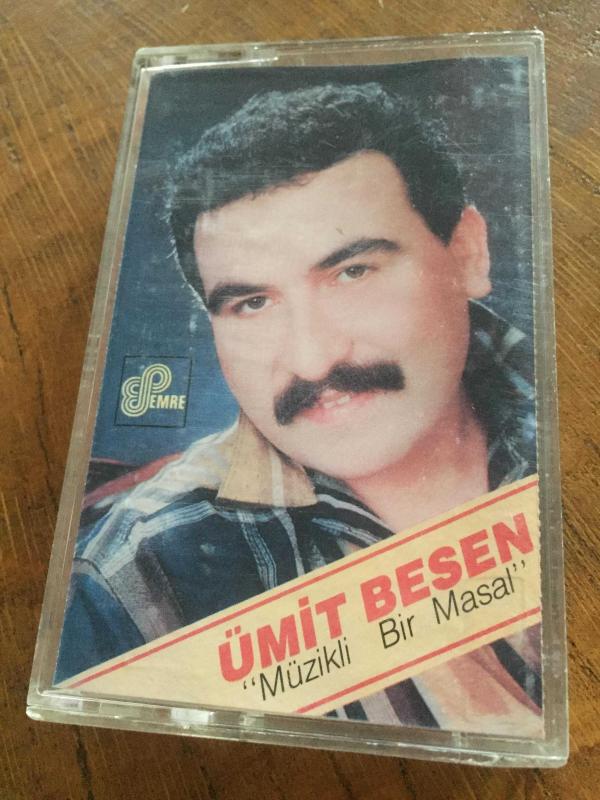 EMRE
ÜMİT BESEN
"Müzikli Bir Masal"